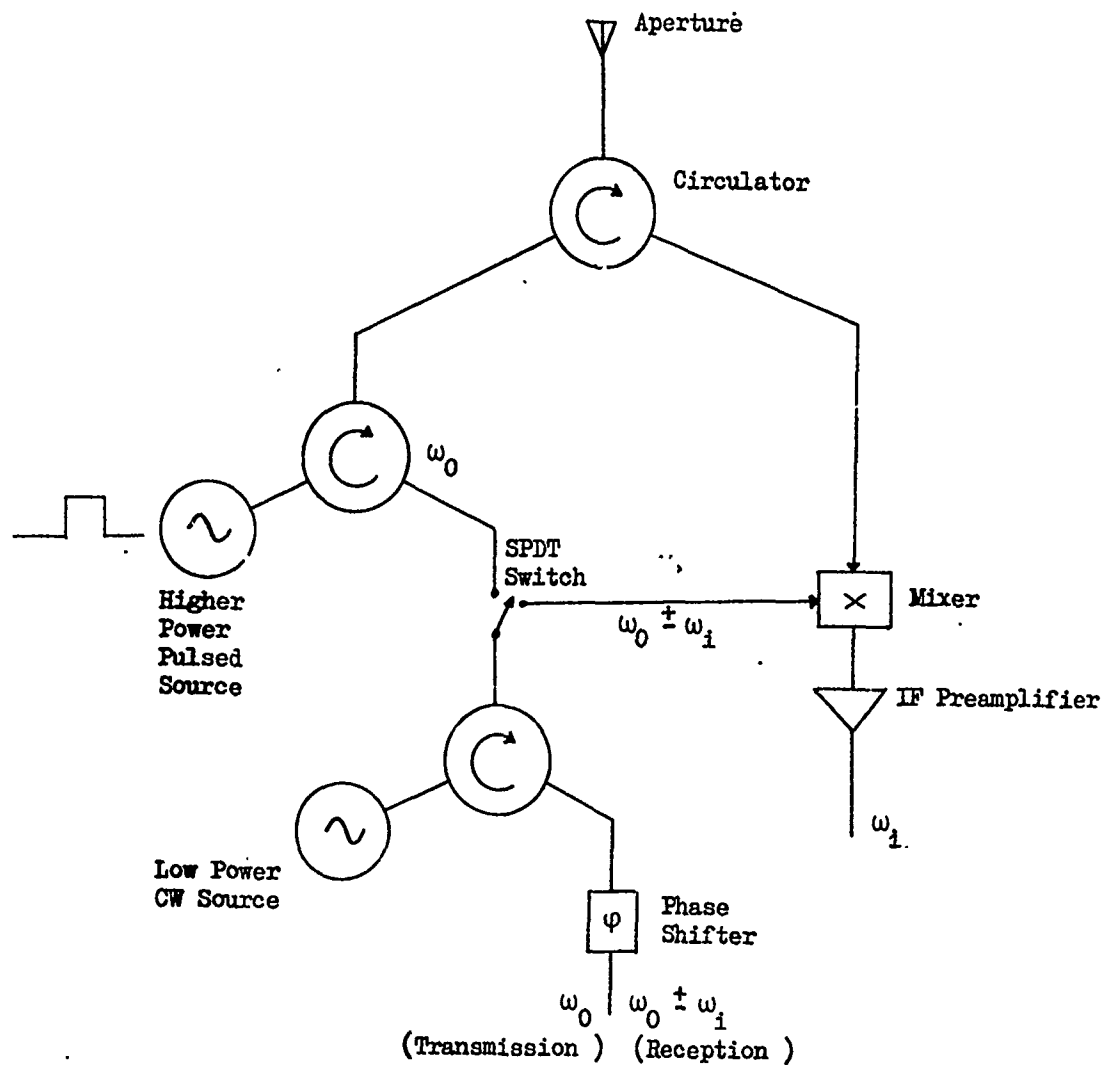 Aperture
Circulator
ω0
SPDT
Switch
ω0 ± ωi
Mixer
Higher
Power
Pulsed
Source
IF Preamplifier
ωi
Low Power
CW Source
φ
Phase
Shifter
ω0 ω0 ± ωi
(Transmission ) (Reception )